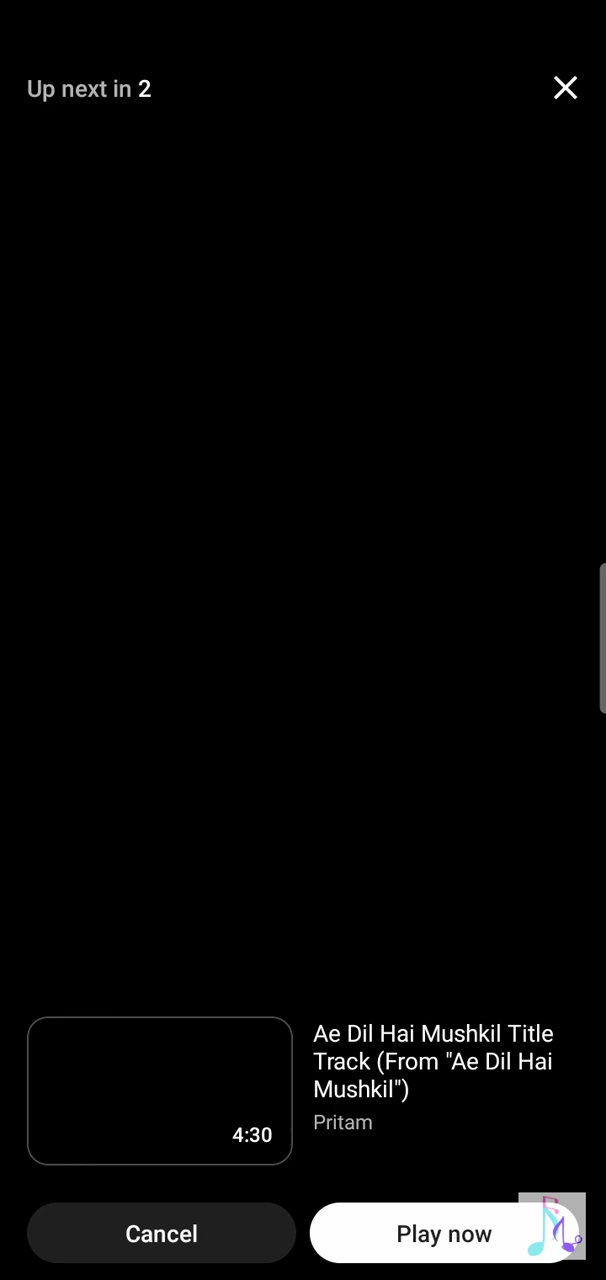 Up next in 2
Ae Dil Hai Mushkil Title
Track (From "Ae Dil Hai
Mushkil")
Pritam
4:30
Cancel
Play now